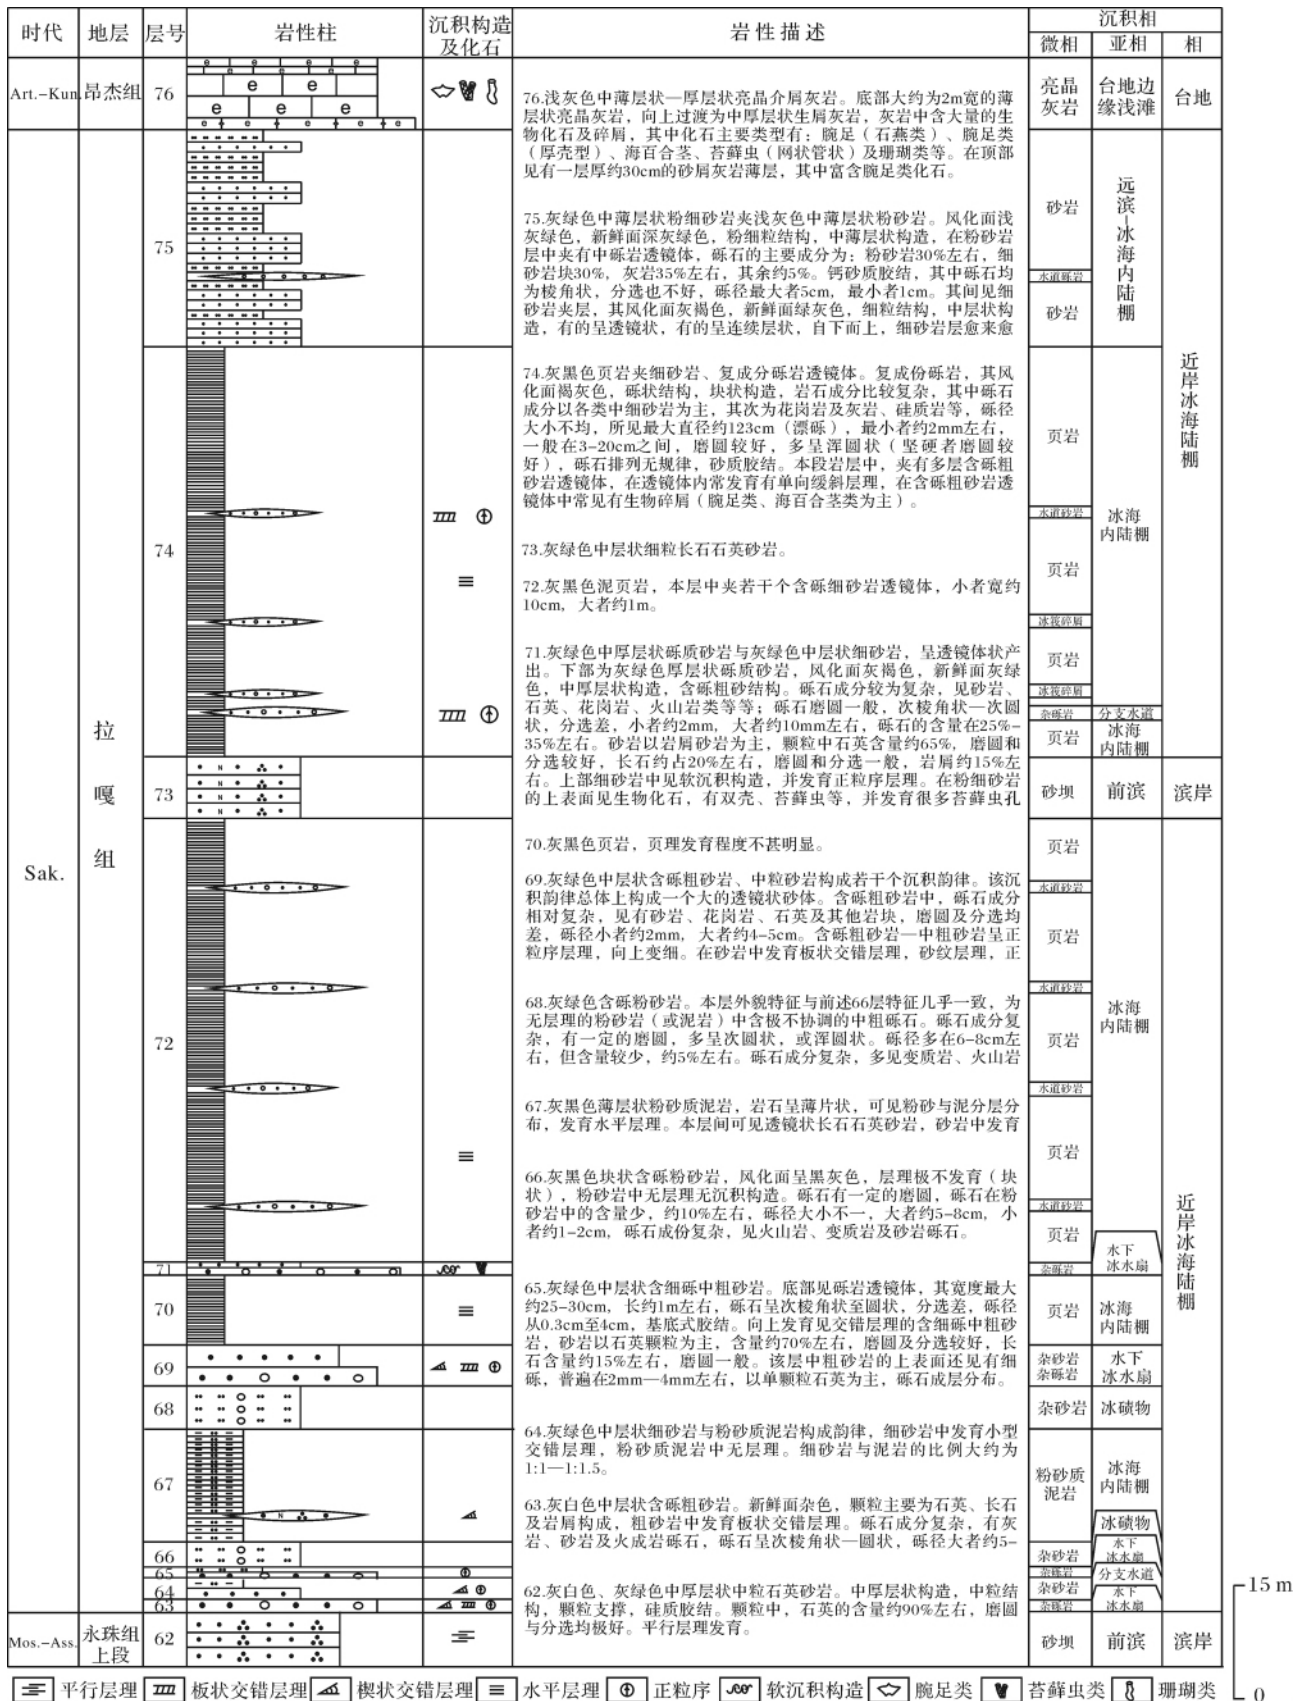 时代 地层 层号 岩性柱 沉积构造及化石 岩性描述 沉积相
微相 亚相 相
Art.-Kun. 昂杰组 76
亮晶灰岩 台地边缘浅滩 台地
76.浅灰色中薄层状—厚层状亮晶介屑灰岩。底部大约为2m宽的薄
层状亮晶灰岩，向上过渡为中厚层状生屑灰岩，灰岩中含大量的生
物化石及碎屑，其中化石主要类型有：腕足（石燕类）、腕足类
（厚壳型）、海百合茎、苔藓虫（网状管状）及珊瑚类等。在顶部
见有一层厚约30cm的砂屑灰岩薄层，其中富含腕足类化石。
75
75.灰绿色中薄层状粉细砂岩夹浅灰色中薄层状粉砂岩。风化面浅
灰绿色，新鲜面深灰绿色，粉细粒结构，中薄层状构造，在粉砂岩
层中夹有中砾岩透镜体，砾石的主要成分为：粉砂岩30%左右，细
砂岩块30%，灰岩35%左右，其余约5%。钙砂质胶结，其中砾石均
为棱角状，分选也不好，砾径最大者5cm，最小者1cm。其间见细
砂岩夹层，其风化面灰褐色，新鲜面绿灰色，细粒结构，中层状构
造，有的呈透镜状，有的呈连续层状，自下而上，细砂岩层愈来愈
砂岩
水道砾岩
砂岩
远滨—冰海内陆棚
近岸冰海陆棚
74
74.灰黑色页岩夹细砂岩、复成分砾岩透镜体。复成份砾岩，其风
化面褐灰色，砾状结构，块状构造，岩石成分比较复杂，其中砾石
成分以各类中细砂岩为主，其次为花岗岩及灰岩、硅质岩等，砾径
大小不均，所见最大直径约123cm（漂砾），最小者约2mm左右，
一般在3-20cm之间，磨圆较好，多呈浑圆状（坚硬者磨圆较
好），砾石排列无规律，砂质胶结。本段岩层中，夹有多层含砾粗
砂岩透镜体，在透镜体内常发育有单向缓斜层理，在含砾粗砂岩透
镜体中常见有生物碎屑（腕足类、海百合茎类为主）。
页岩
水道砂岩
页岩
冰筏碎屑
页岩
冰筏碎屑
杂砾岩
页岩
冰海
内陆棚
分支水道
冰海
内陆棚
拉嘎组
Sak.
73
73.灰绿色中层状细粒长石石英砂岩。
砂坝 前滨 滨岸
72
72.灰黑色泥页岩，本层中夹若干个含砾细砂岩透镜体，小者宽约
10cm，大者约1m。
页岩
水道砂岩
页岩
水道砂岩
页岩
水道砂岩
页岩
水道砂岩
页岩
冰海
内陆棚
近岸冰海陆棚
71
71.灰绿色中厚层状砾质砂岩与灰绿色中层状细砂岩，呈透镜体状产
出。下部为灰绿色厚层状砾质砂岩，风化面灰褐色，新鲜面灰绿
色，中厚层状构造，含砾粗砂结构。砾石成分较为复杂，见砂岩、
石英、花岗岩、火山岩类等等；砾石磨圆一般，次棱角状—次圆
状，分选差，小者约2mm，大者约10mm左右，砾石的含量在25%-
35%左右。砂岩以岩屑砂岩为主，颗粒中石英含量约65%，磨圆和
分选较好，长石约占20%左右，磨圆和分选一般，岩屑约15%左
右。上部细砂岩中见软沉积构造，并发育正粒序层理。在粉细砂岩
的上表面见生物化石，有双壳、苔藓虫等，并发育很多苔藓虫孔
杂砾岩
水下
冰水扇
70
70.灰黑色页岩，页理发育程度不甚明显。
页岩
冰海
内陆棚
69
69.灰绿色中层状含砾粗砂岩、中粒砂岩构成若干个沉积韵律。该沉
积韵律总体上构成一个大的透镜状砂体。含砾粗砂岩中，砾石成分
相对复杂，见有砂岩、花岗岩、石英及其他岩块，磨圆及分选均
差，砾径小者约2mm，大者约4-5cm。含砾粗砂岩—中粗砂岩呈正
粒序层理，向上变细。在砂岩中发育板状交错层理，砂纹层理，正
杂砂岩
杂砾岩
水下
冰水扇
68
68.灰绿色含砾粉砂岩。本层外貌特征与前述66层特征几乎一致，为
无层理的粉砂岩（或泥岩）中含极不协调的中粗砾石。砾石成分复
杂，有一定的磨圆，多呈次圆状，或浑圆状。砾径多在6-8cm左
右，但含量较少，约5%左右。砾石成分复杂，多见变质岩、火山岩
杂砂岩 冰碛物
67
67.灰黑色薄层状粉砂质泥岩，岩石呈薄片状，可见粉砂与泥分层分
布，发育水平层理。本层间可见透镜状长石石英砂岩，砂岩中发育
粉砂质
泥岩
冰海
内陆棚
冰碛物
66
66.灰黑色块状含砾粉砂岩，风化面呈黑灰色，层理极不发育（块
状），粉砂岩中无层理无沉积构造。砾石有一定的磨圆，砾石在粉
砂岩中的含量少，约10%左右，砾径大小不一，大者约5-8cm，小
者约1-2cm，砾石成份复杂，见火山岩、变质岩及砂岩砾石。
杂砂岩
水下
冰水扇
65
65.灰绿色中层状含细砾中粗砂岩。底部见砾岩透镜体，其宽度最大
约25-30cm，长约1m左右，砾石呈次棱角状至圆状，分选差，砾径
从0.3cm至4cm，基底式胶结。向上发育见交错层理的含细砾中粗砂
岩，砂岩以石英颗粒为主，含量约70%左右，磨圆及分选较好，长
石含量约15%左右，磨圆一般。该层中粗砂岩的上表面还见有细
砾，普遍在2mm—4mm左右，以单颗粒石英为主，砾石成层分布。
杂砾岩
分支水道
64
64.灰绿色中层状细砂岩与粉砂质泥岩构成韵律，细砂岩中发育小型
交错层理，粉砂质泥岩中无层理。细砂岩与泥岩的比例大约为
1:1—1:1.5。
杂砂岩
63
63.灰白色中层状含砾粗砂岩。新鲜面杂色，颗粒主要为石英、长石
及岩屑构成，粗砂岩中发育板状交错层理。砾石成分复杂，有灰
岩、砂岩及火成岩砾石，砾石呈次棱角状—圆状，砾径大者约5-
杂砾岩
水下
冰水扇
Mos.-Ass. 永珠组上段 62
62.灰白色、灰绿色中厚层状中粒石英砂岩。中厚层状构造，中粒结
构，颗粒支撑，硅质胶结。颗粒中，石英的含量约90%左右，磨圆
与分选均极好。平行层理发育。
砂坝 前滨 滨岸
15 m
0
平行层理 板状交错层理 楔状交错层理 水平层理 正粒序 软沉积构造 腕足类 苔藓虫类 珊瑚类